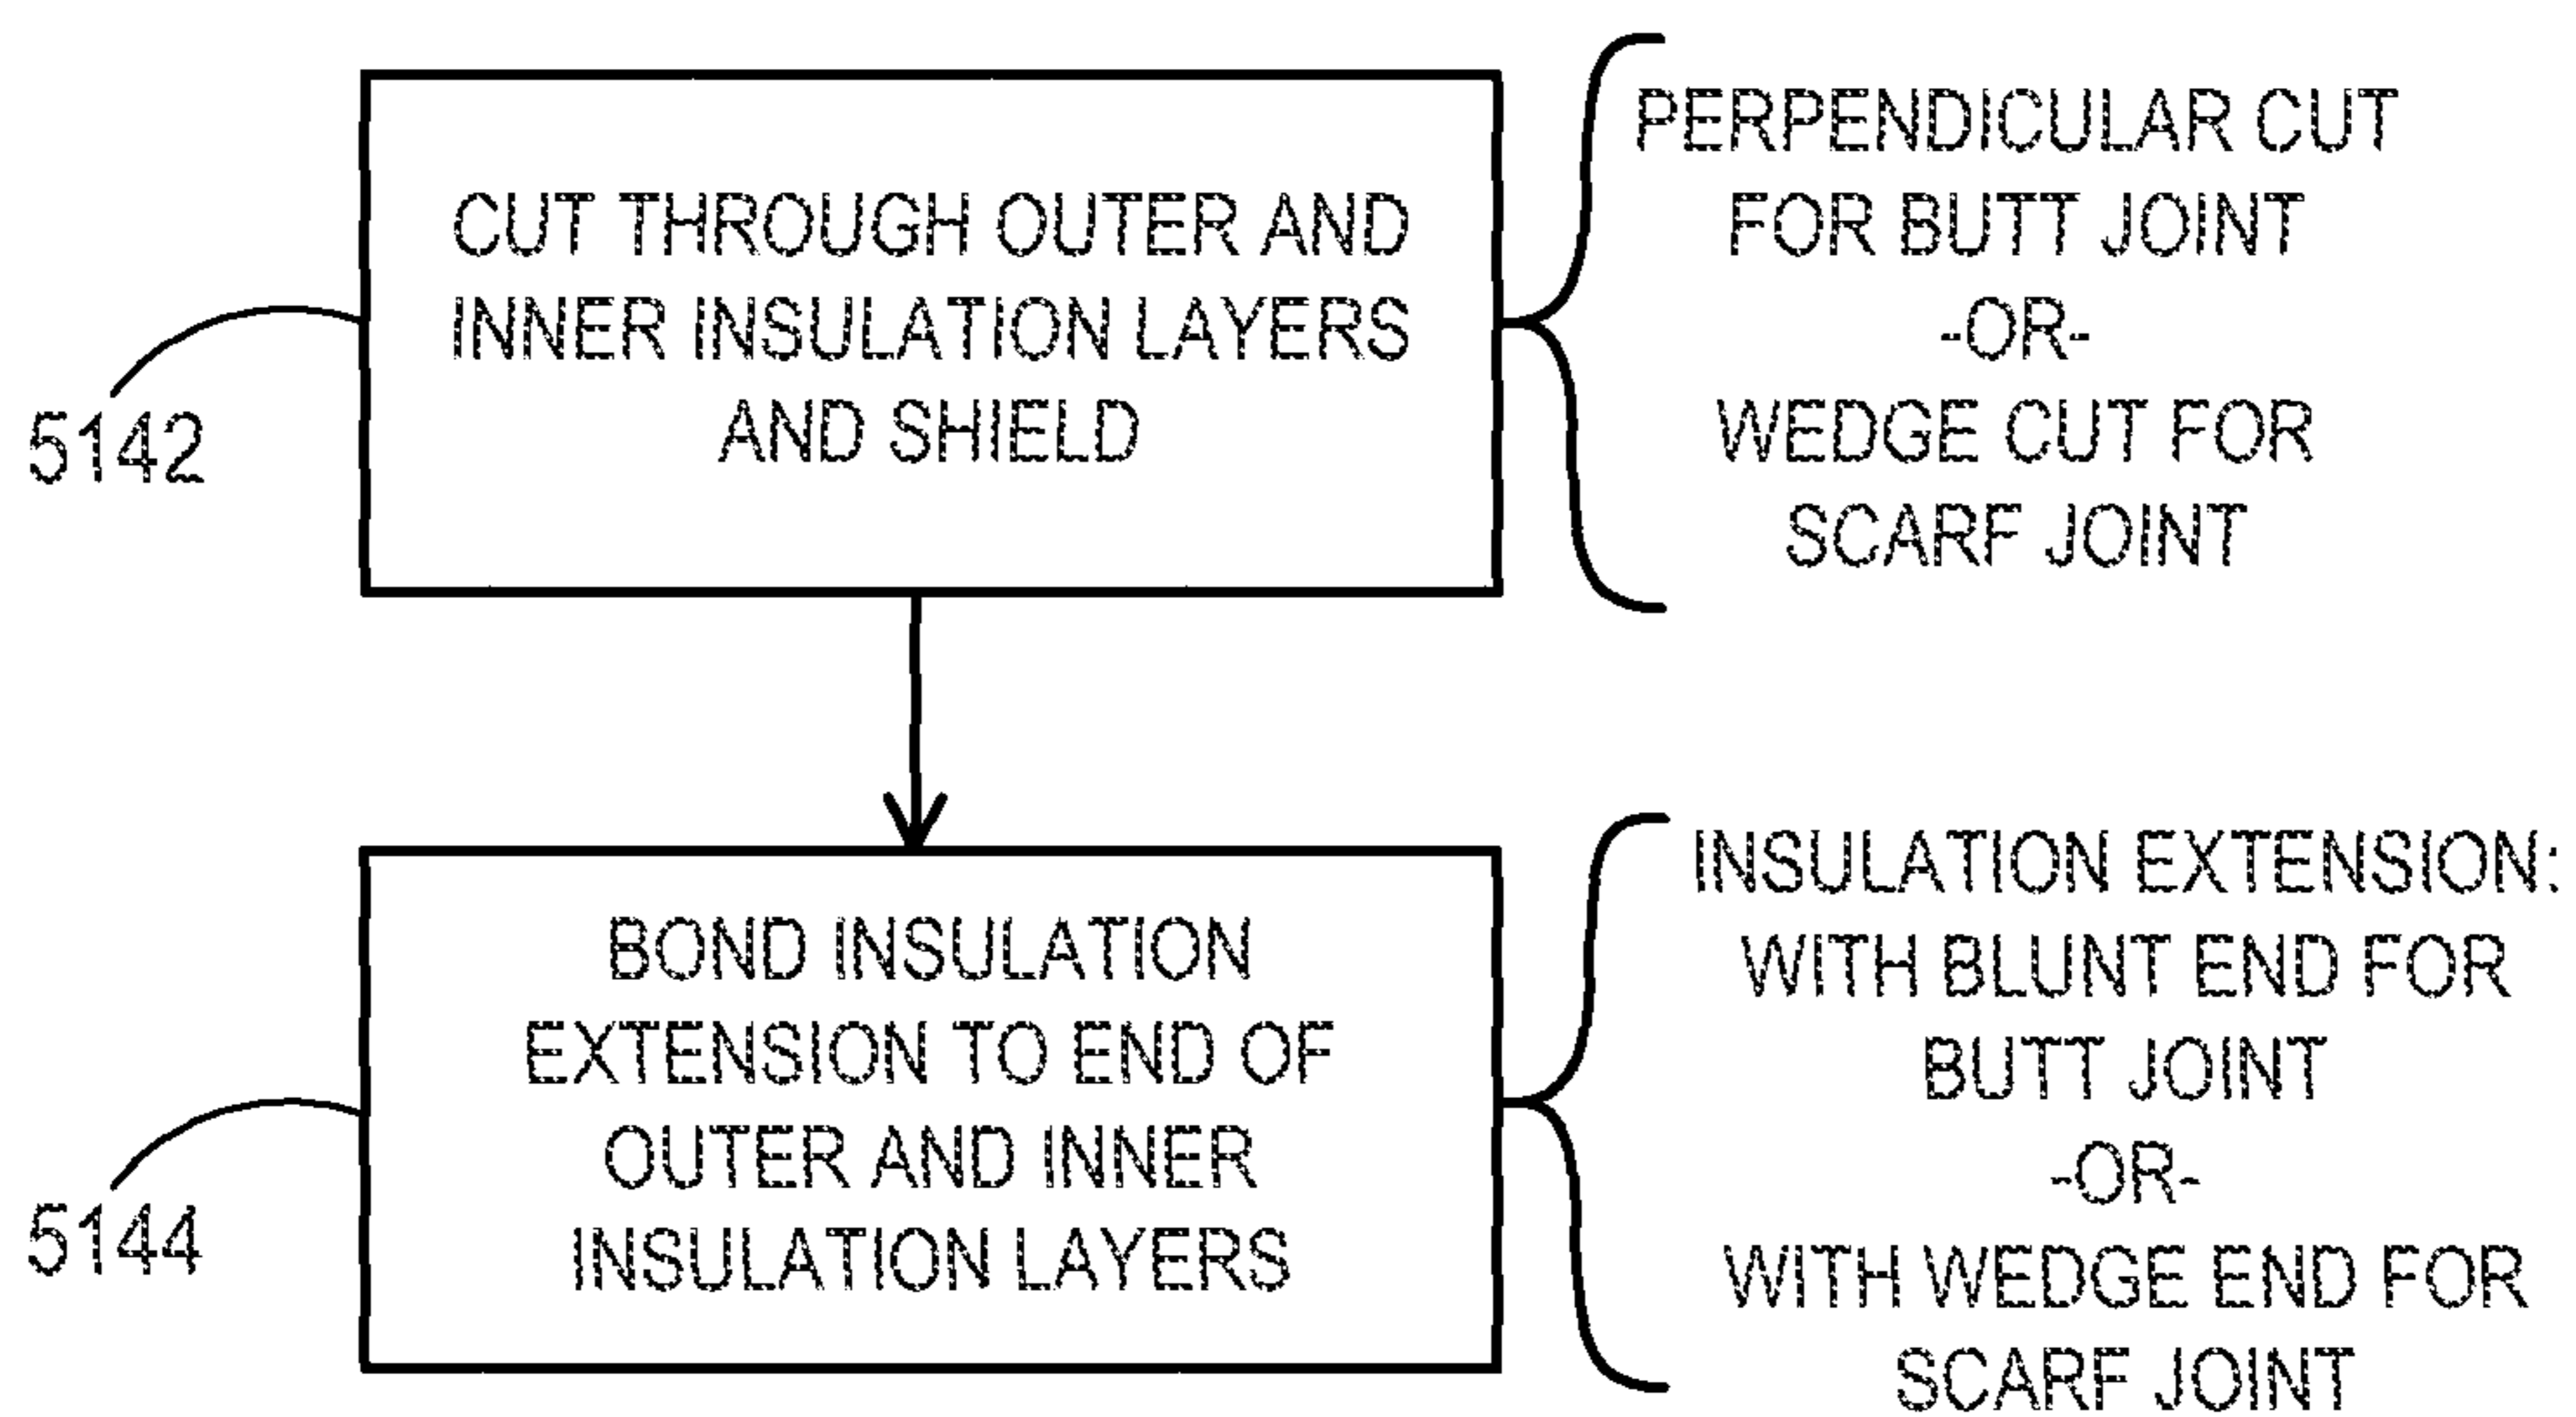 CUT THROUGH OUTER AND
INNER INSULATION LAYERS
AND SHIELD
5142
PERPENDICULAR CUT
FOR BUTT JOINT
-OR-
WEDGE CUT FOR
SCARF JOINT
BOND INSULATION
EXTENSION TO END OF
OUTER AND INNER
INSULATION LAYERS
5144
INSULATION EXTENSION:
WITH BLUNT END FOR
BUTT JOINT
-OR-
WITH WEDGE END FOR
SCARF JOINT